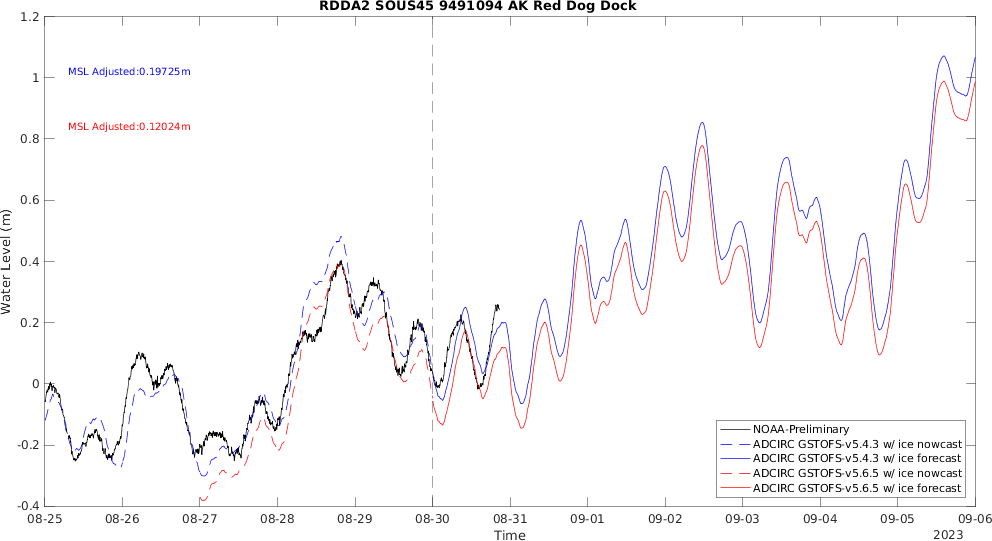 RDDA2 SOUS45 9491094 AK Red Dog Dock
1.2
1
0.8
0.6
0.4
0.2
0
-0.2
-0.4
Water Level (m)
MSL Adjusted:0.19725m
MSL Adjusted:0.12024m
NOAA-Preliminary
ADCIRC GSTOFS-v5.4.3 w/ ice nowcast
ADCIRC GSTOFS-v5.4.3 w/ ice forecast
ADCIRC GSTOFS-v5.6.5 w/ ice nowcast
ADCIRC GSTOFS-v5.6.5 w/ ice forecast
08-25 08-26 08-27 08-28 08-29 08-30 08-31 09-01 09-02 09-03 09-04 09-05 09-06
Time
2023